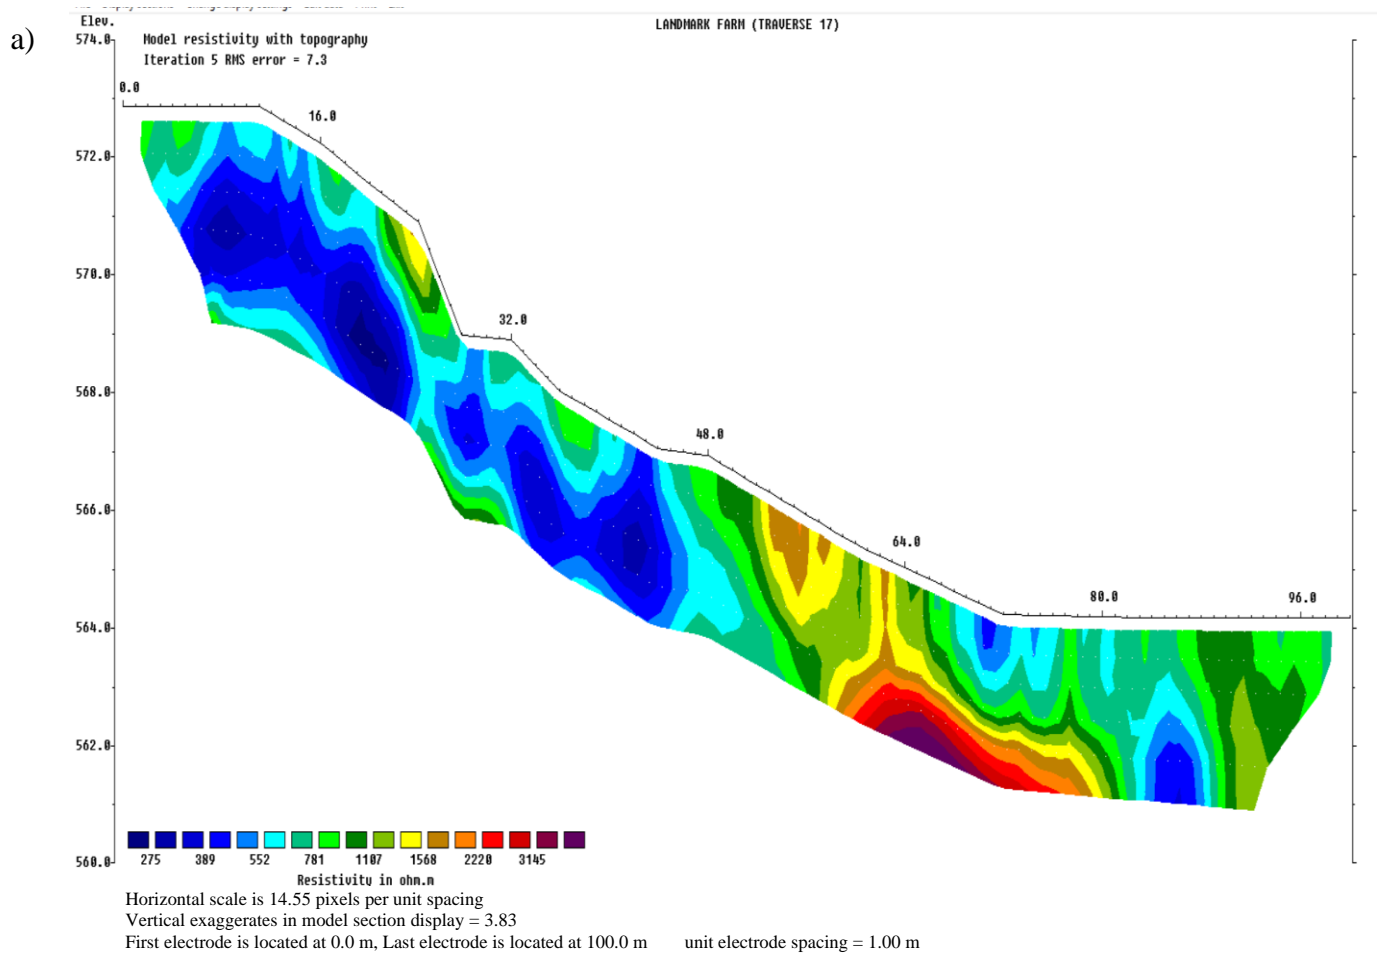 Elev.
LANDMARK FARM (TRAVERSE 17)
a)
574.0
Model resistivity with topography
Iteration 5 RMS error = 7.3
0.0
16.0
572.0
570.0
32.0
568.0
48.0
566.0
64.0
80.0
96.0
564.0
562.0
560.0
275 389 552 781 1107 1568 2220 3145
Resistivity in ohm.m
Horizontal scale is 14.55 pixels per unit spacing
Vertical exaggerates in model section display = 3.83
First electrode is located at 0.0 m, Last electrode is located at 100.0 m unit electrode spacing = 1.00 m